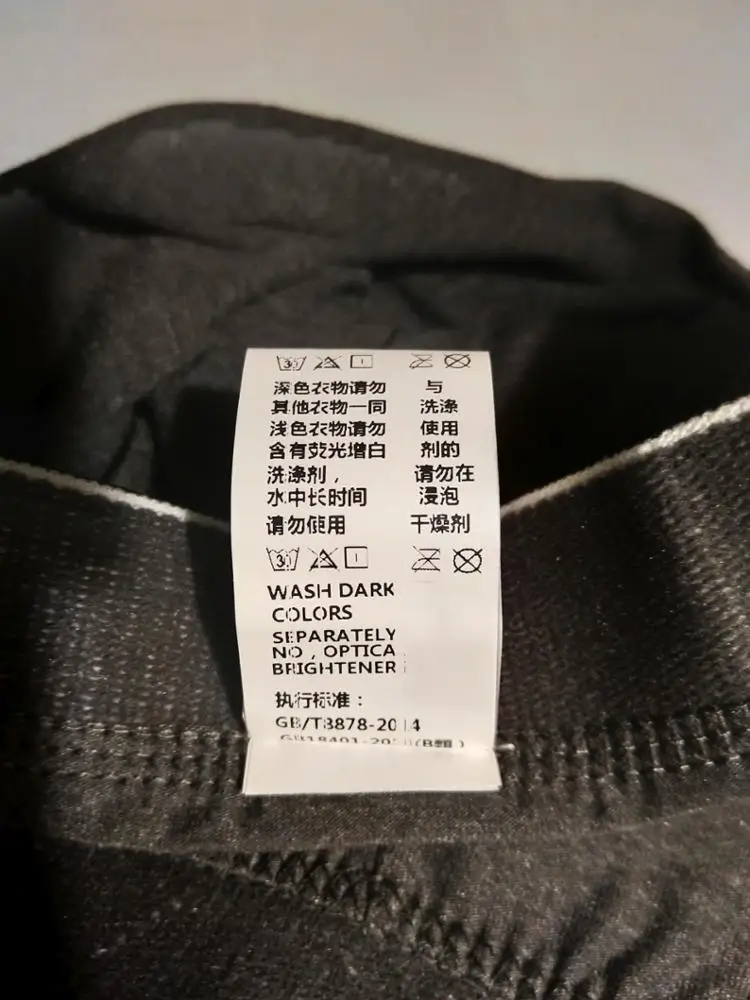 深色衣物请勿 与
其他衣物一同 洗涤
浅色衣物请勿 使用
含有荧光增白 剂的
洗涤剂， 请勿在
水中长时间 浸泡
请勿使用 干燥剂
WASH DARK
COLORS
SEPARATELY
NO , OPTICA
BRIGHTENER
执行标准：
GB/T8878-2014